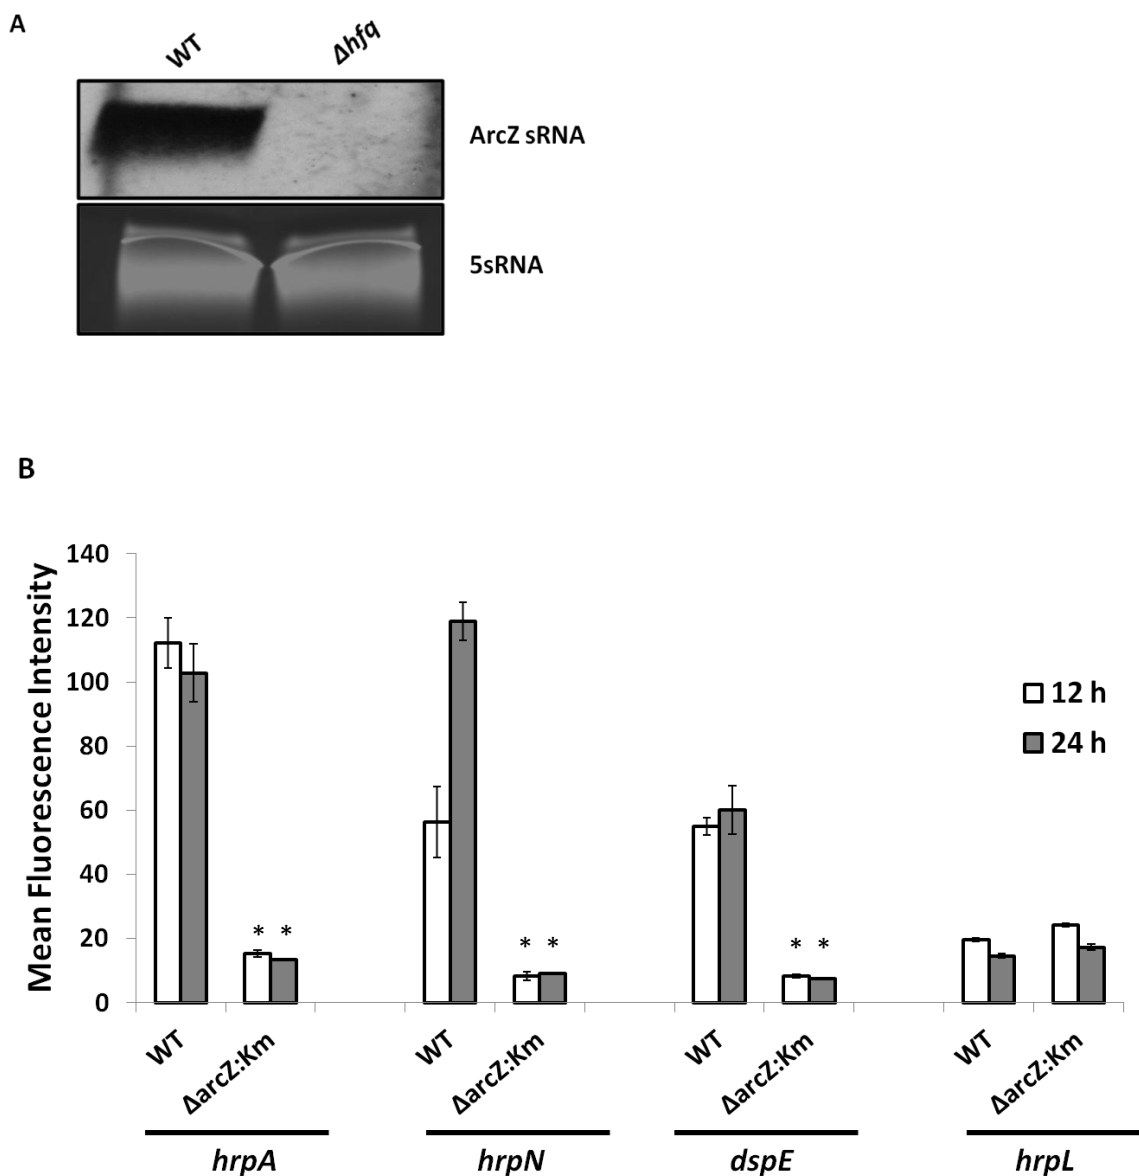 A
WT Δhfq
ArcZ sRNA
5sRNA
B
Mean Fluorescence Intensity
140
120
100
80
60
40
20
0
12 h
24 h
* *
* *
* *
WT ΔarcZ:Km WT ΔarcZ:Km WT ΔarcZ:Km WT ΔarcZ:Km
hrpA hrpN dspE hrpL